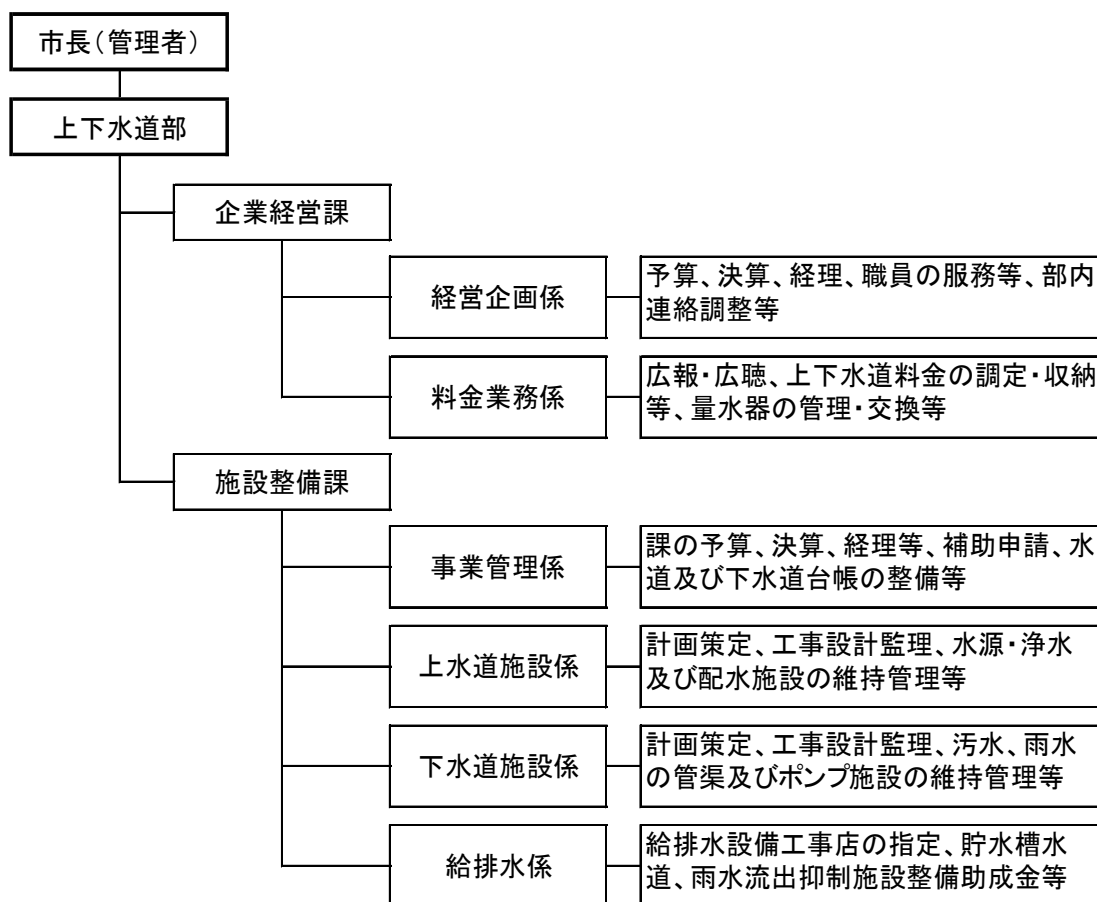 市長（管理者）
上下水道部
企業経営課
経営企画係
予算、決算、経理、職員の服務等、部内
連絡調整等
料金業務係
広報・広聴、上下水道料金の調定・収納
等、量水器の管理・交換等
施設整備課
事業管理係
課の予算、決算、経理等、補助申請、水
道及び下水道台帳の整備等
上水道施設係
計画策定、工事設計監理、水源・浄水
及び配水施設の維持管理等
下水道施設係
計画策定、工事設計監理、汚水、雨水
の管渠及びポンプ施設の維持管理等
給排水係
給排水設備工事店の指定、貯水槽水
道、雨水流出抑制施設整備助成金等